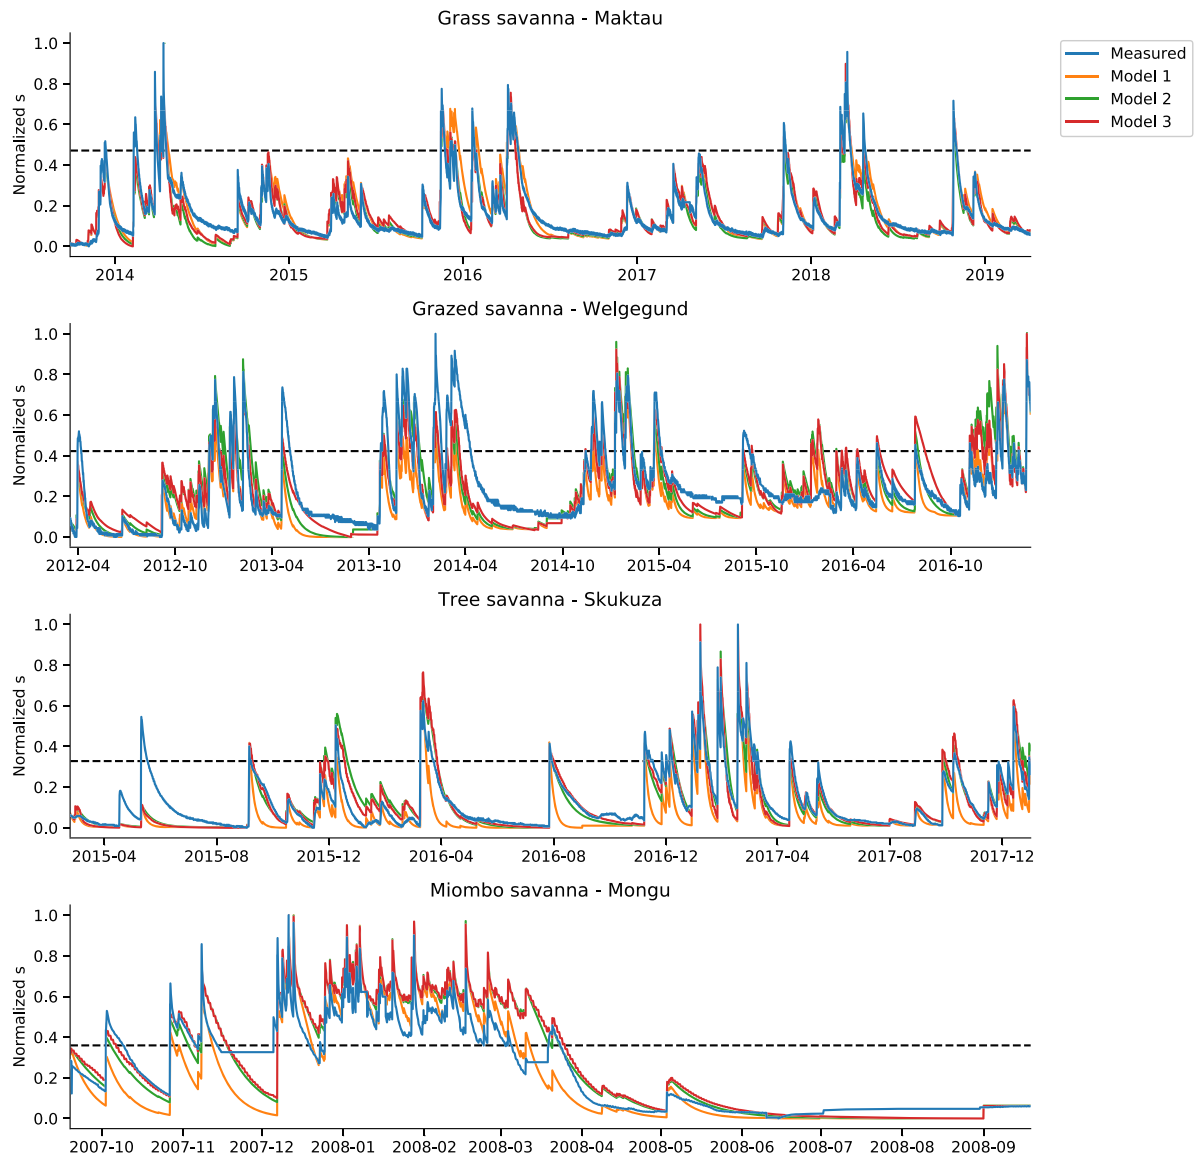 Grass savanna - Maktau
Normalized s
1.0
0.8
0.6
0.4
0.2
0.0
2014 2015 2016 2017 2018 2019
Measured
Model 1
Model 2
Model 3
Grazed savanna - Welgegund
Normalized s
1.0
0.8
0.6
0.4
0.2
0.0
2012-04 2012-10 2013-04 2013-10 2014-04 2014-10 2015-04 2015-10 2016-04 2016-10
Tree savanna - Skukuza
Normalized s
1.0
0.8
0.6
0.4
0.2
0.0
2015-04 2015-08 2015-12 2016-04 2016-08 2016-12 2017-04 2017-08 2017-12
Miombo savanna - Mongu
Normalized s
1.0
0.8
0.6
0.4
0.2
0.0
2007-10 2007-11 2007-12 2008-01 2008-02 2008-03 2008-04 2008-05 2008-06 2008-07 2008-08 2008-09